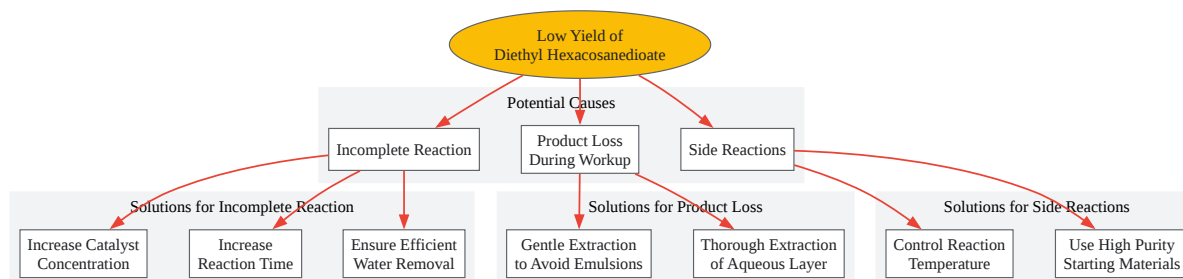 Low Yield of
Diethyl Hexacosanedioate
Potential Causes
Incomplete Reaction
Product Loss
During Workup
Side Reactions
Solutions for Incomplete Reaction
Increase Catalyst
Concentration
Increase
Reaction Time
Ensure Efficient
Water Removal
Solutions for Product Loss
Gentle Extraction
to Avoid Emulsions
Thorough Extraction
of Aqueous Layer
Solutions for Side Reactions
Control Reaction
Temperature
Use High Purity
Starting Materials